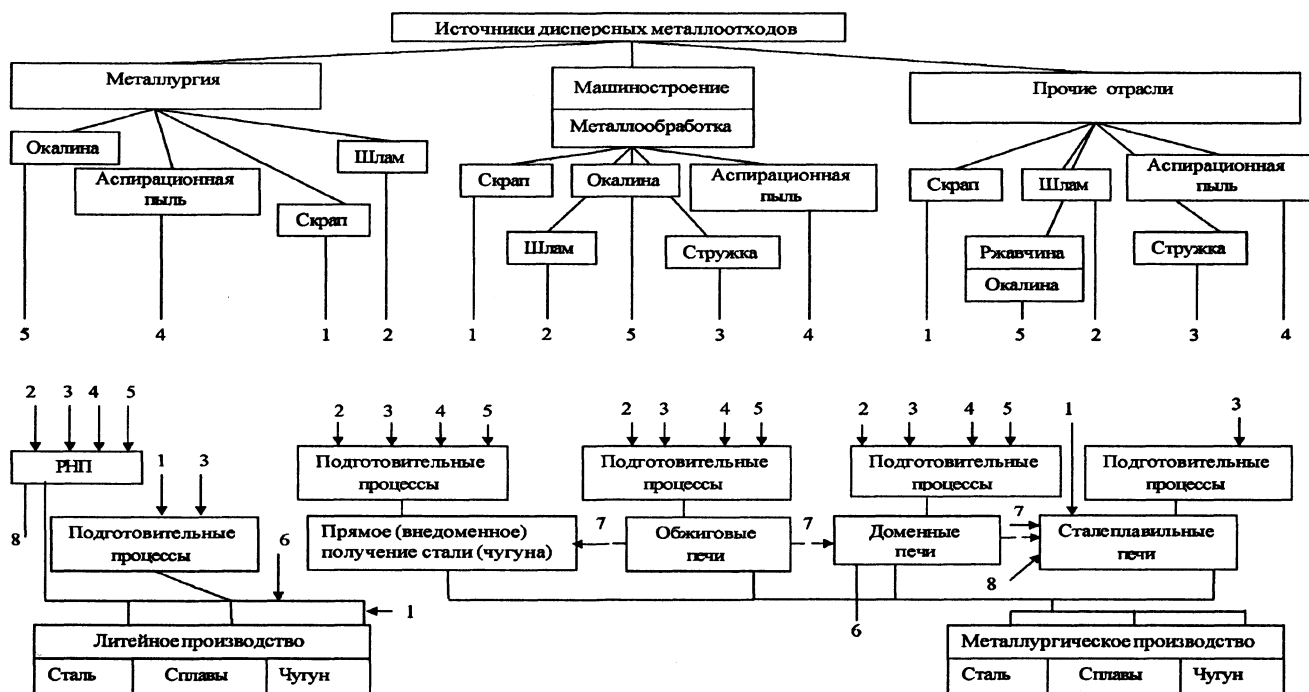 Источники дисперсных металлоотходов
Металлургия
Машиностроение
Металлообработка
Прочие отрасли
Окалина
Аспирационная
пыль
Скрап
Шлам
Скрап
Окалина
Аспирационная
пыль
Шлам
Стружка
Скрап
Шлам
Аспирационная
пыль
Ржавчина
Окалина
Стружка
5 4 1 2 1 2 5 3 4 1 5 2 3 4
2 3 4 5
РНП
8
1 3
Подготовительные
процессы
6
1
2 3 4 5
Подготовительные
процессы
Прямое (внедоменное)
получение стали (чугуна)
7
2 3 4 5
Подготовительные
процессы
Обжиговые
печи
7
2 3 4 5
Подготовительные
процессы
Доменные
печи
6
7
1
3
Подготовительные
процессы
Сталеплавильные
печи
8
Литейное производство
Сталь Сплавы Чугун
Металлургическое производство
Сталь Сплавы Чугун